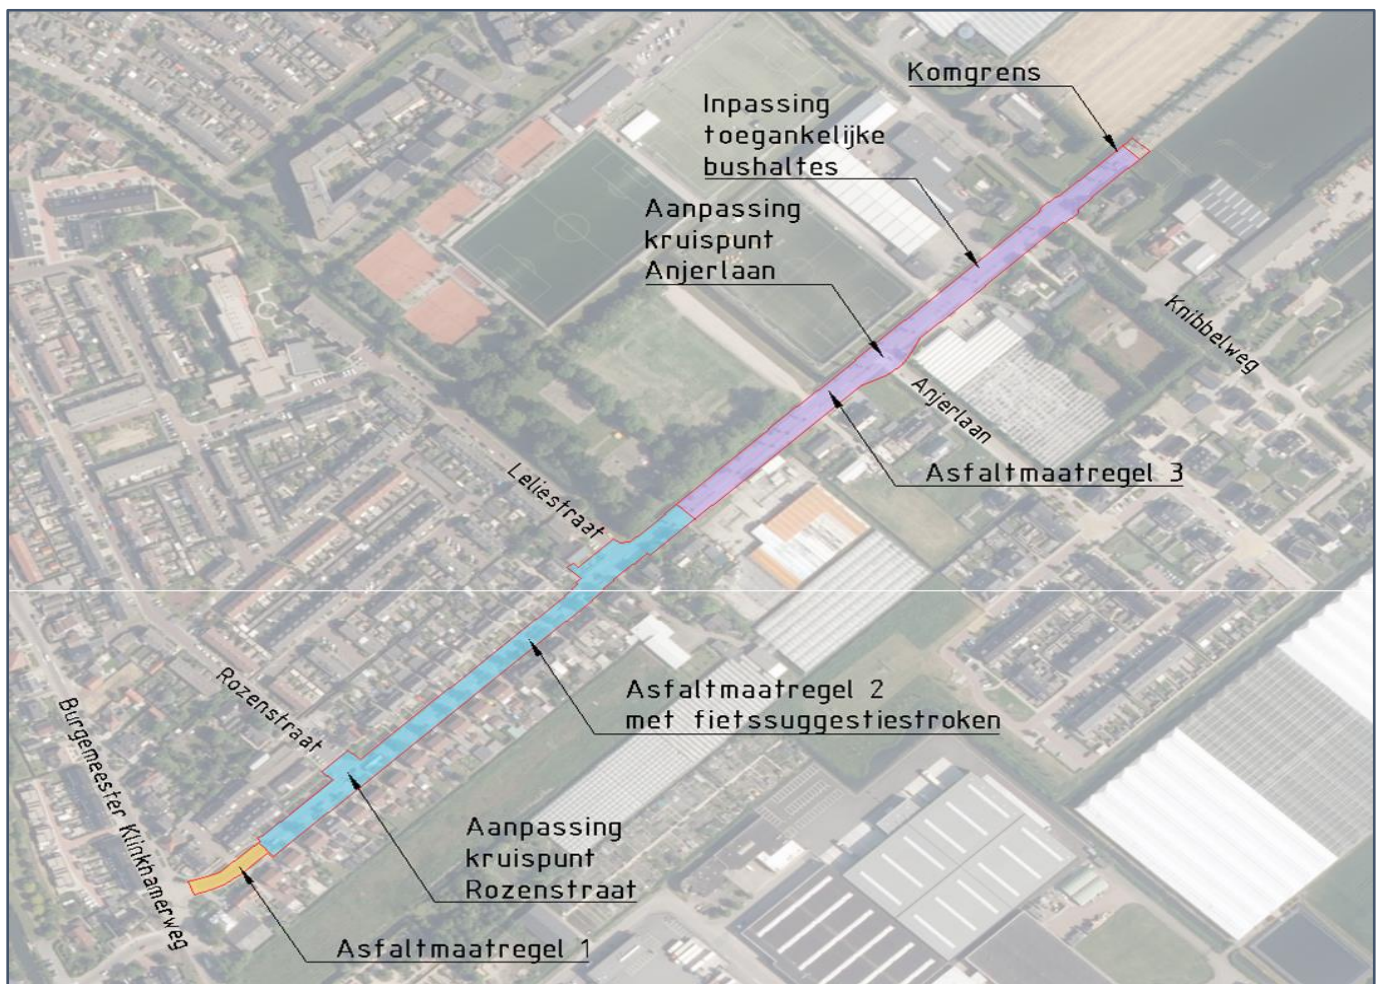 Komgrens
Inpassing
toegankelijke
bushaltes
Aanpassing
kruispunt
Anjerlaan
Knibbelweg
Anjerlaan
Asfaltmaatregel 3
Leliestraat
Asfaltmaatregel 2
met fietssuggestiestroken
Rozenstraat
Burgemeester Klinkhamerweg
Aanpassing
kruispunt
Rozenstraat
Asfaltmaatregel 1